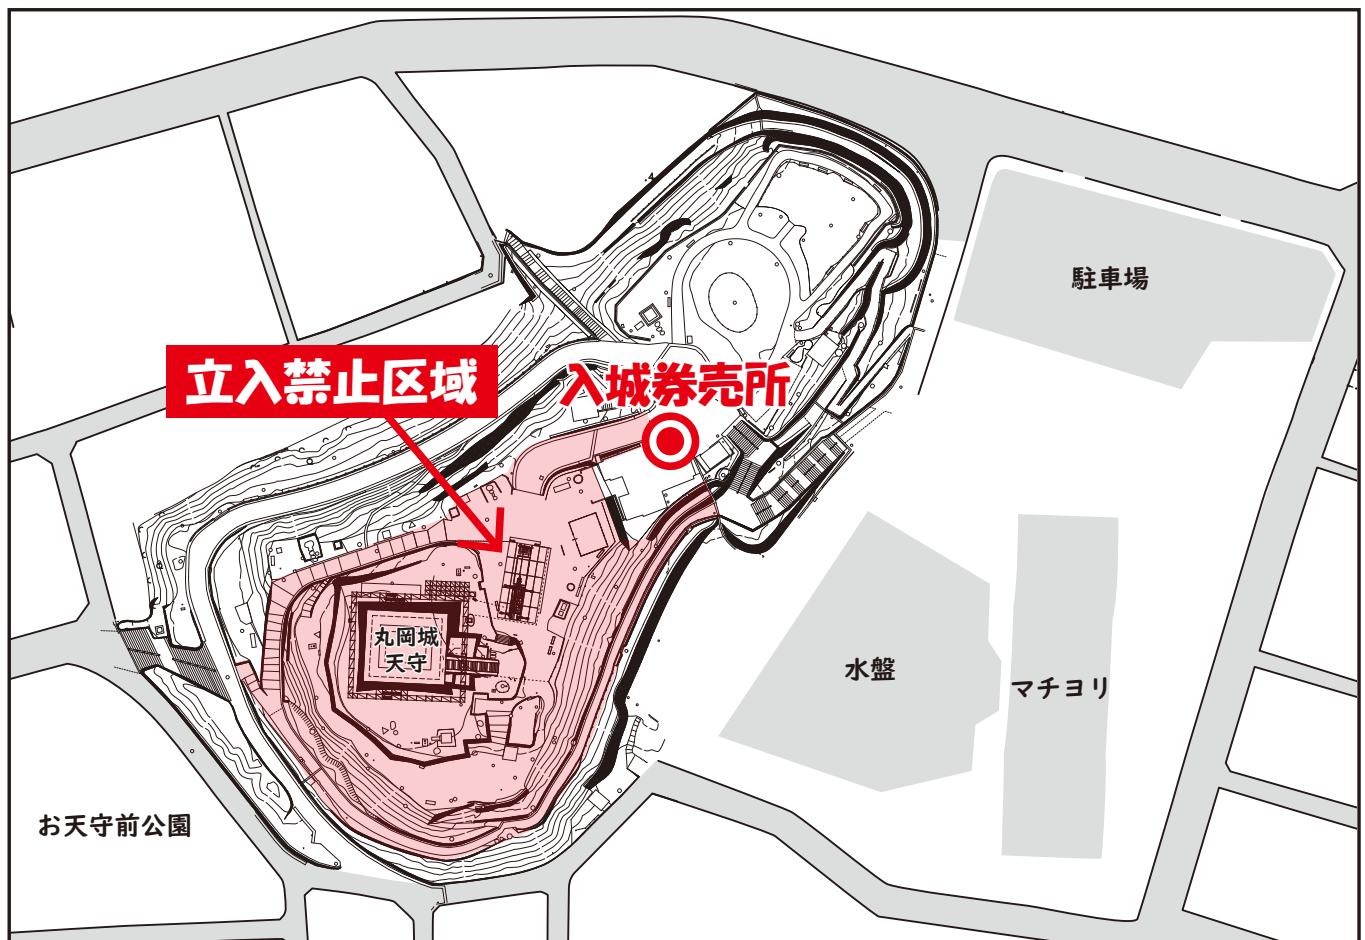 駐車場
立入禁止区域
入城券売所
丸岡城
天守
水盤
マチヨリ
お天守前公園